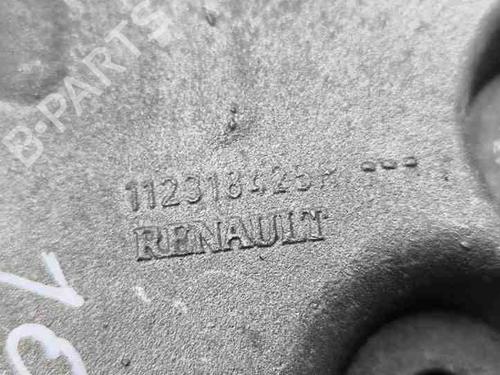 B-PARTS
112318425R ---
RENAULT